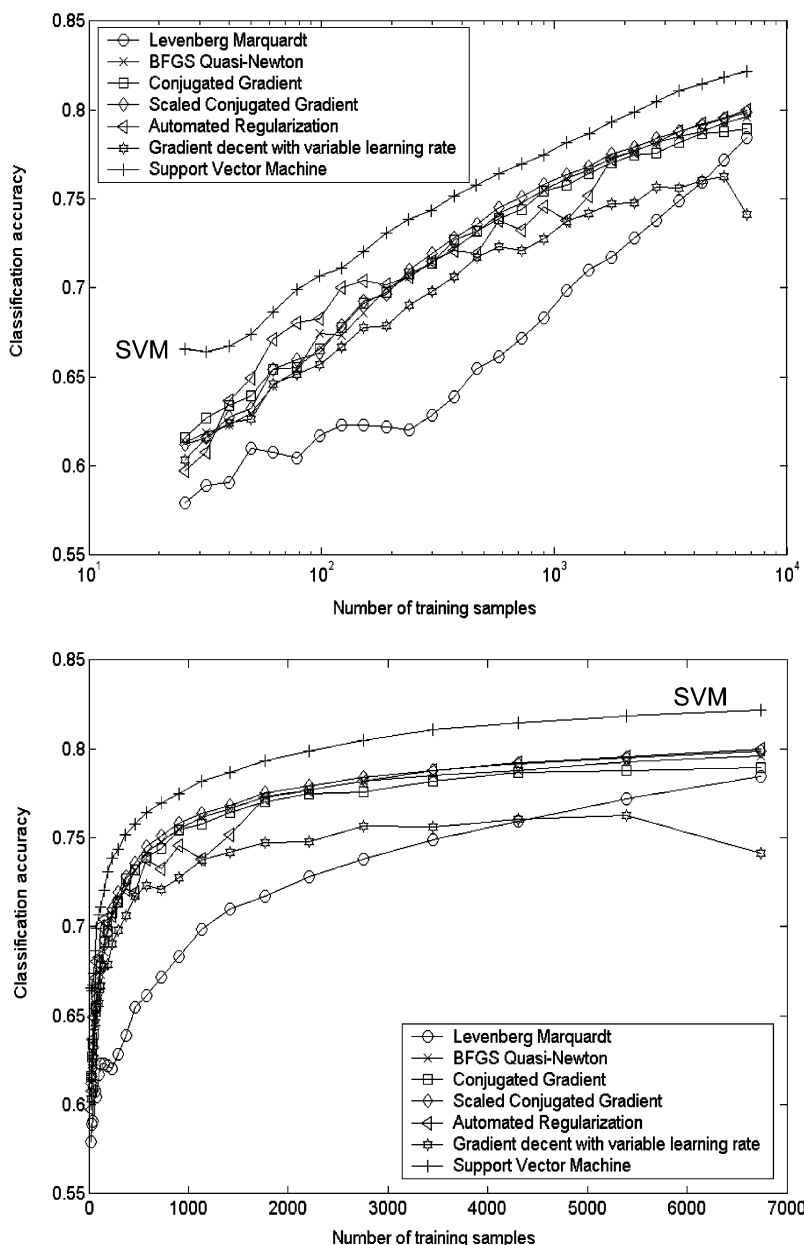 0.85
Levenberg Marquardt
BFGS Quasi-Newton
Conjugated Gradient
Scaled Conjugated Gradient
Automated Regularization
Gradient decent with variable learning rate
Support Vector Machine
0.8
0.75
0.7
0.65
0.6
0.55
Classification accuracy
SVM
10^1
10^2
10^3
10^4
Number of training samples
0.85
0.8
0.75
0.7
0.65
0.6
0.55
Classification accuracy
SVM
Levenberg Marquardt
BFGS Quasi-Newton
Conjugated Gradient
Scaled Conjugated Gradient
Automated Regularization
Gradient decent with variable learning rate
Support Vector Machine
0 1000 2000 3000 4000 5000 6000 7000
Number of training samples